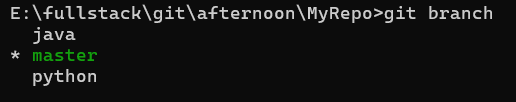 E:\fullstack\git\afternoon\MyRepo>git branch
  java
* master
  python